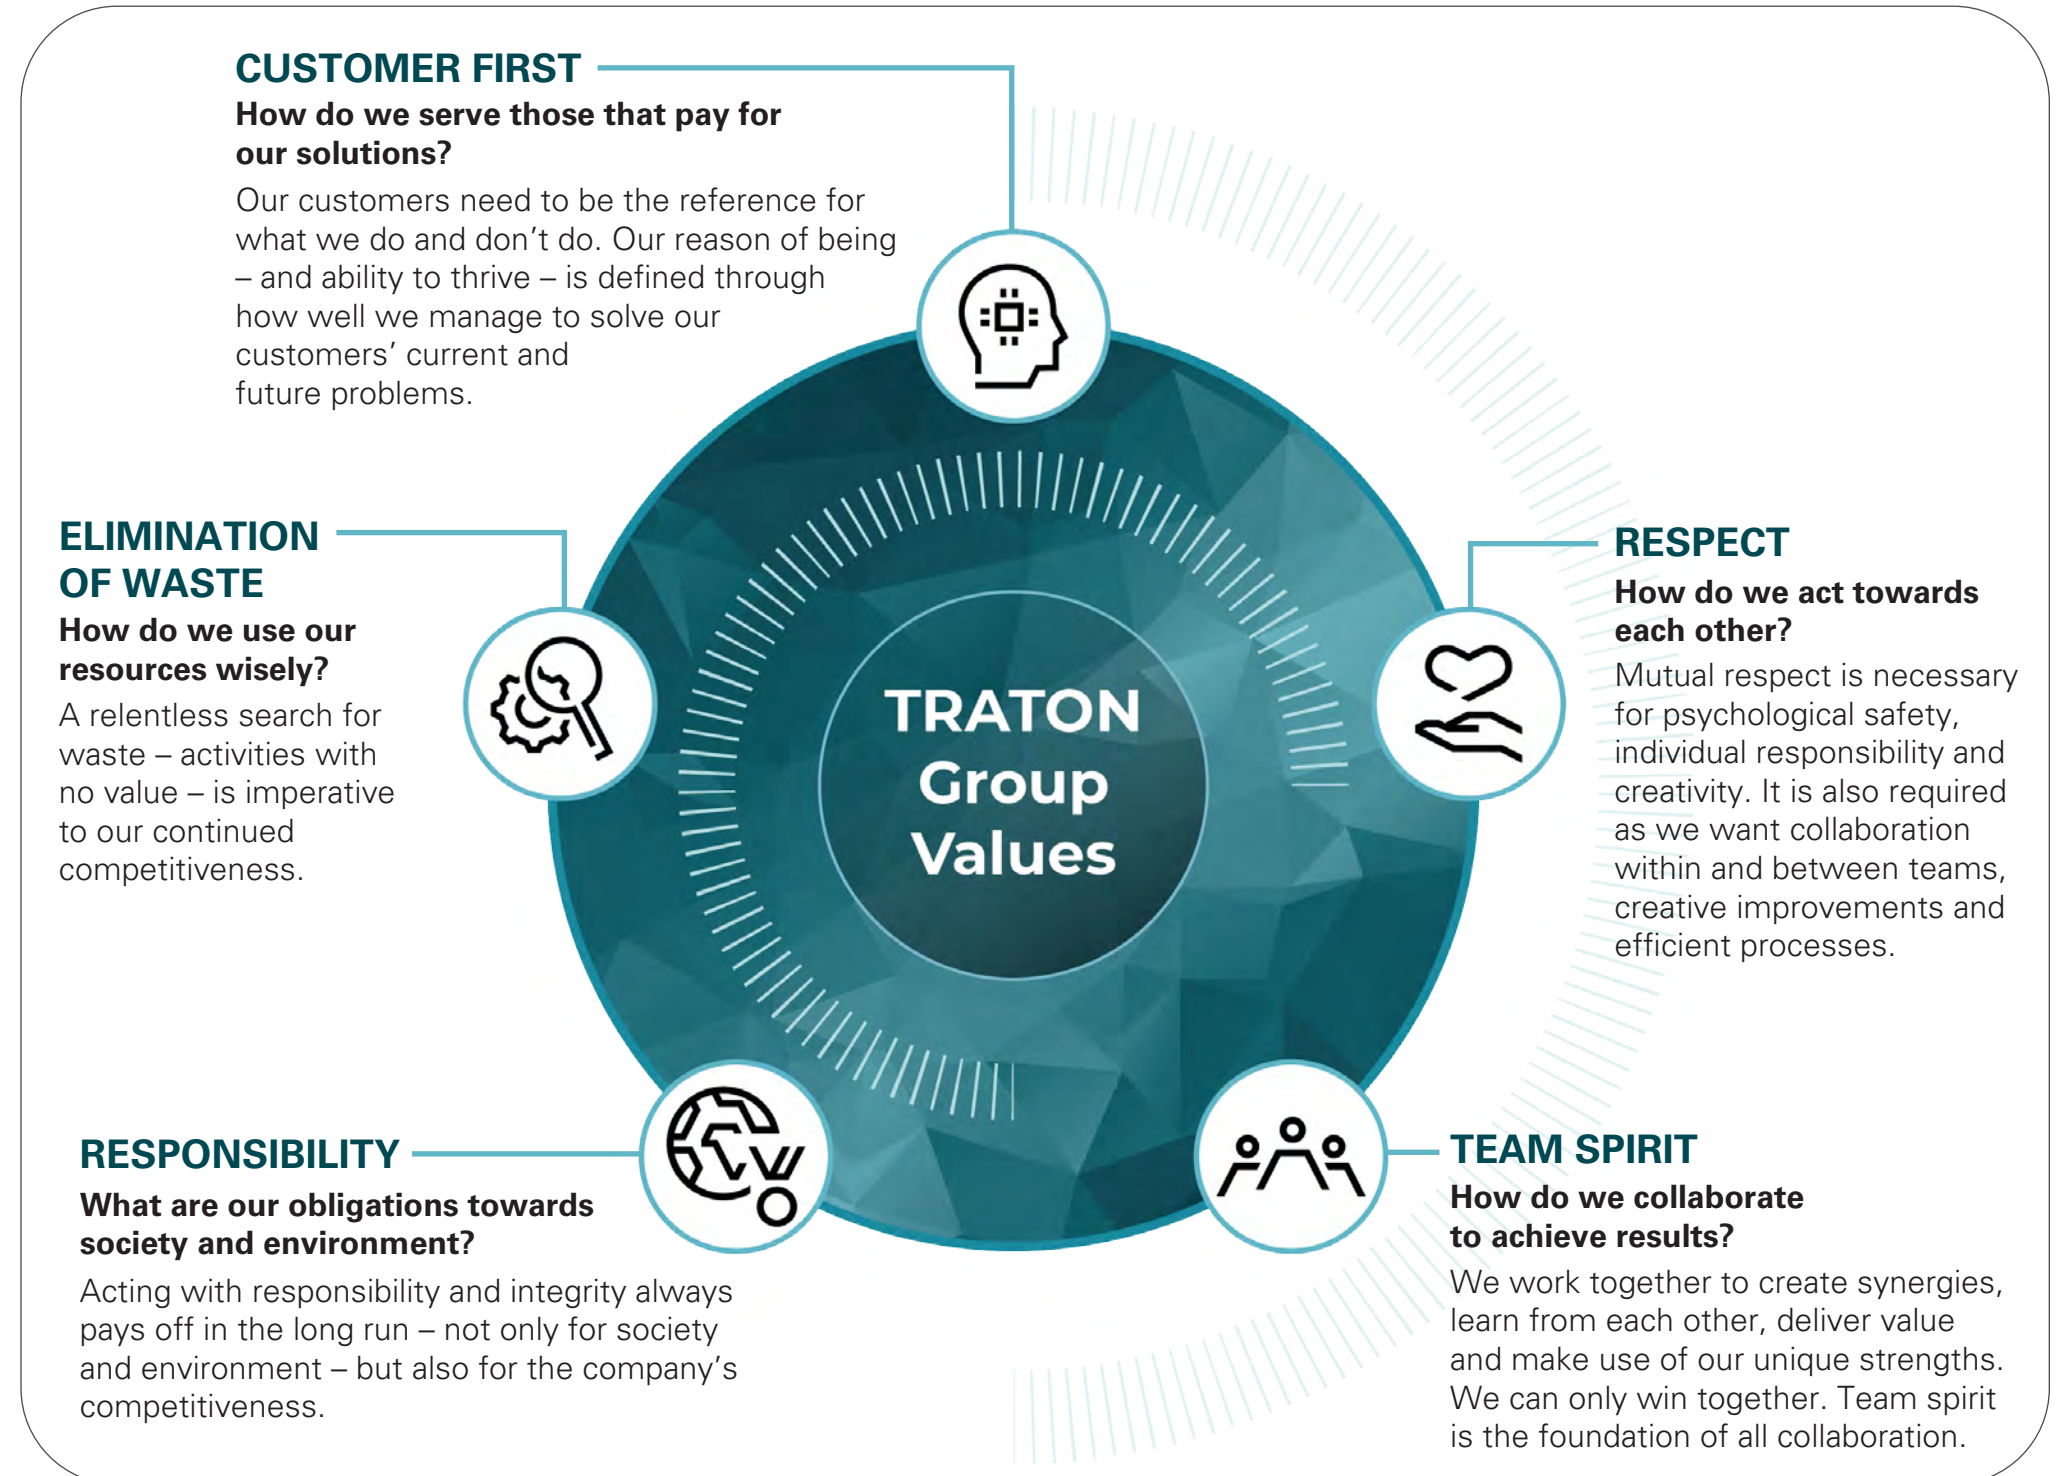 CUSTOMER FIRST
How do we serve those that pay for
our solutions?
Our customers need to be the reference for
what we do and don’t do. Our reason of being
– and ability to thrive – is defined through
how well we manage to solve our
customers’ current and
future problems.
ELIMINATION
OF WASTE
How do we use our
resources wisely?
A relentless search for
waste – activities with
no value – is imperative
to our continued
competitiveness.
TRATON
Group
Values
RESPECT
How do we act towards
each other?
Mutual respect is necessary
for psychological safety,
individual responsibility and
creativity. It is also required
as we want collaboration
within and between teams,
creative improvements and
efficient processes.
RESPONSIBILITY
What are our obligations towards
society and environment?
Acting with responsibility and integrity always
pays off in the long run – not only for society
and environment – but also for the company’s
competitiveness.
TEAM SPIRIT
How do we collaborate
to achieve results?
We work together to create synergies,
learn from each other, deliver value
and make use of our unique strengths.
We can only win together. Team spirit
is the foundation of all collaboration.